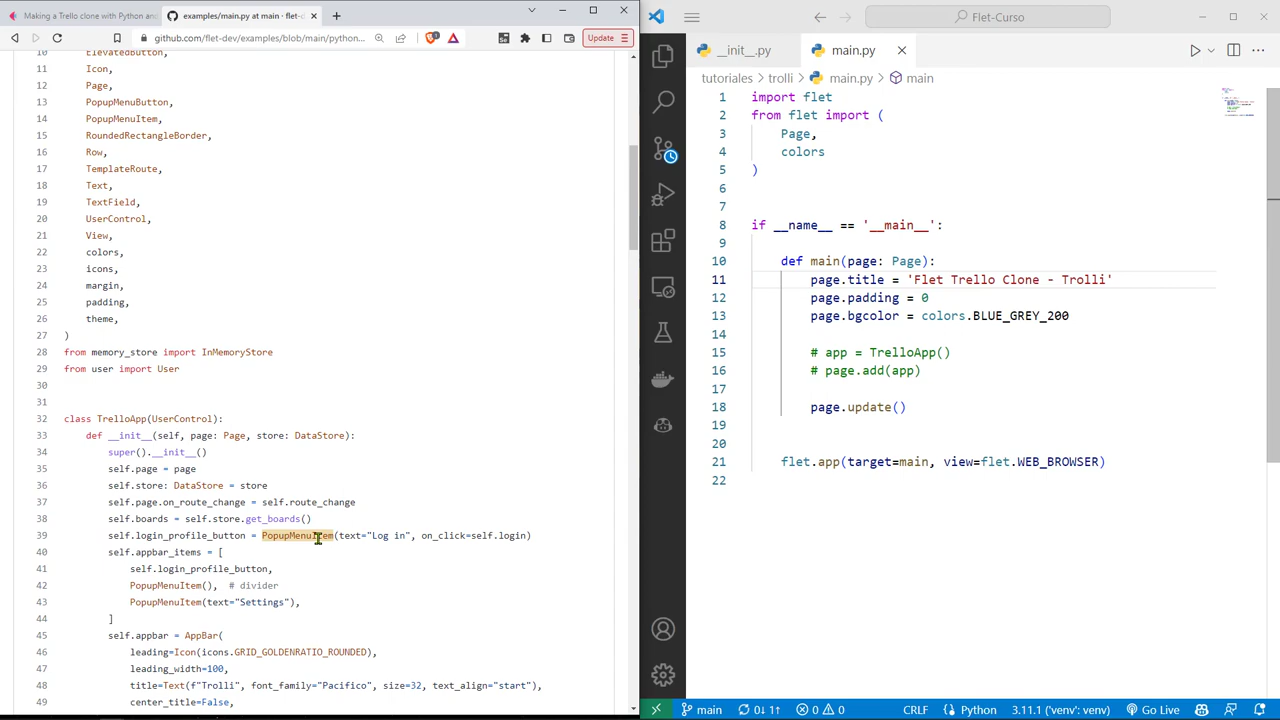 Making a Trello clone with Python and
examples/main.py at main · flet-d
github.com/flet-dev/examples/blob/main/python...
Update
10 ElevatedButton,
11 Icon,
12 Page,
13 PopupMenuButton,
14 PopupMenuItem,
15 RoundedRectangleBorder,
16 Row,
17 TemplateRoute,
18 Text,
19 TextField,
20 UserControl,
21 View,
22 colors,
23 icons,
24 margin,
25 padding,
26 theme,
27 )
28 from memory_store import InMemoryStore
29 from user import User
30
31
32 class TrelloApp(UserControl):
33 def __init__(self, page: Page, store: DataStore):
34 super().__init__()
35 self.page = page
36 self.store: DataStore = store
37 self.page.on_route_change = self.route_change
38 self.boards = self.store.get_boards()
39 self.login_profile_button = PopupMenuItem(text="Log in", on_click=self.login)
40 self.appbar_items = [
41 self.login_profile_button,
42 PopupMenuItem(), # divider
43 PopupMenuItem(text="Settings"),
44 ]
45 self.appbar = AppBar(
46 leading=Icon(icons.GRID_GOLDENRATIO_ROUNDED),
47 leading_width=100,
48 title=Text(f"Trolli", font_family="Pacifico", size=32, text_align="start"),
49 center_title=False,
Flet-Curso
__init__.py
main.py
tutoriales > trolli > main.py > main
1 import flet
2 from flet import (
3 Page,
4 colors
5 )
6
7
8 if __name__ == '__main__':
9
10 def main(page: Page):
11 page.title = 'Flet Trello Clone - Trolli'
12 page.padding = 0
13 page.bgcolor = colors.BLUE_GREY_200
14
15 # app = TrelloApp()
16 # page.add(app)
17
18 page.update()
19
20
21 flet.app(target=main, view=flet.WEB_BROWSER)
22
main 0↓ 1↑ 0 0 CRLF Python 3.11.1 ('venv': venv) Go Live